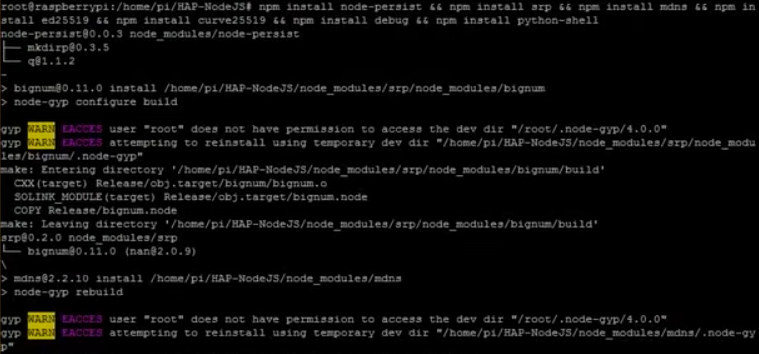 root@raspberrypi:/home/pi/HAP-NodeJS# npm install node-persist && npm install srp && npm install mdns && npm in
stall ed25519 && npm install curve25519 && npm install debug && npm install python-shell
node-persist@0.0.3 node_modules/node-persist
├── mkdirp@0.3.5
└── q@1.1.2
-
> bignum@0.11.0 install /home/pi/HAP-NodeJS/node_modules/srp/node_modules/bignum
> node-gyp configure build
gyp WARN EACCES user "root" does not have permission to access the dev dir "/root/.node-gyp/4.0.0"
gyp WARN EACCES attempting to reinstall using temporary dev dir "/home/pi/HAP-NodeJS/node_modules/srp/node_modu
les/bignum/.node-gyp"
make: Entering directory '/home/pi/HAP-NodeJS/node_modules/srp/node_modules/bignum/build'
CXX(target) Release/obj.target/bignum/bignum.o
SOLINK_MODULE(target) Release/obj.target/bignum.node
COPY Release/bignum.node
make: Leaving directory '/home/pi/HAP-NodeJS/node_modules/srp/node_modules/bignum/build'
srp@0.2.0 node_modules/srp
└── bignum@0.11.0 (nan@2.0.9)
\
> mdns@2.2.10 install /home/pi/HAP-NodeJS/node_modules/mdns
> node-gyp rebuild
gyp WARN EACCES user "root" does not have permission to access the dev dir "/root/.node-gyp/4.0.0"
gyp WARN EACCES attempting to reinstall using temporary dev dir "/home/pi/HAP-NodeJS/node_modules/mdns/.node-gy
p"